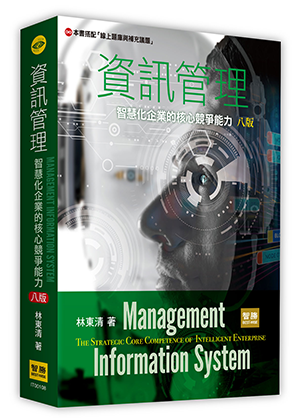 本書搭配「線上題庫與補充講義」
資訊管理
智慧化企業的核心競爭能力 八版
林東清 著
智勝
Management
THE STRATEGIC CORE COMPETENCE OF INTELLIGENT ENTERPRISE
Information System
資訊管理
MANAGEMENT INFORMATION SYSTEM
智慧化企業的核心競爭能力
八版
林東清 著
智勝